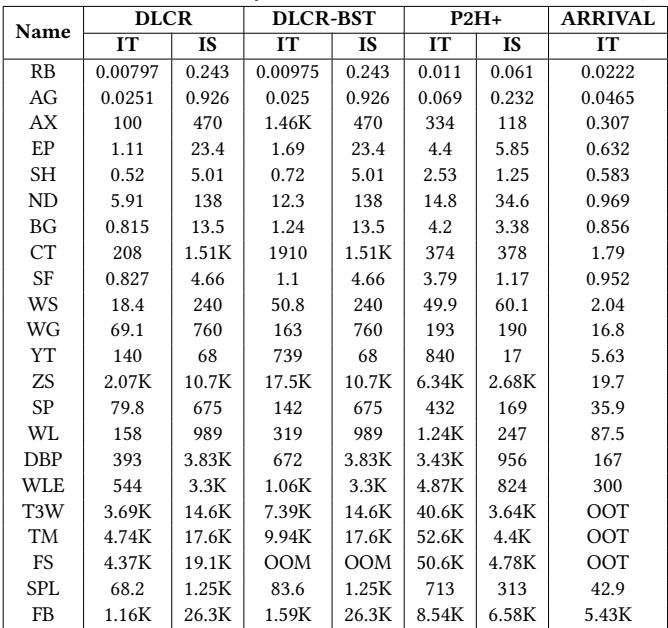 Name DLCR DLCR-BST P2H+ ARRIVAL
IT IS IT IS IT IS IT
RB 0.00797 0.243 0.00975 0.243 0.011 0.061 0.0222
AG 0.0251 0.926 0.025 0.926 0.069 0.232 0.0465
AX 100 470 1.46K 470 334 118 0.307
EP 1.11 23.4 1.69 23.4 4.4 5.85 0.632
SH 0.52 5.01 0.72 5.01 2.53 1.25 0.583
ND 5.91 138 12.3 138 14.8 34.6 0.969
BG 0.815 13.5 1.24 13.5 4.2 3.38 0.856
CT 208 1.51K 1910 1.51K 374 378 1.79
SF 0.827 4.66 1.1 4.66 3.79 1.17 0.952
WS 18.4 240 50.8 240 49.9 60.1 2.04
WG 69.1 760 163 760 193 190 16.8
YT 140 68 739 68 840 17 5.63
ZS 2.07K 10.7K 17.5K 10.7K 6.34K 2.68K 19.7
SP 79.8 675 142 675 432 169 35.9
WL 158 989 319 989 1.24K 247 87.5
DBP 393 3.83K 672 3.83K 3.43K 956 167
WLE 544 3.3K 1.06K 3.3K 4.87K 824 300
T3W 3.69K 14.6K 7.39K 14.6K 40.6K 3.64K OOT
TM 4.74K 17.6K 9.94K 17.6K 52.6K 4.4K OOT
FS 4.37K 19.1K OOM OOM 50.6K 4.78K OOT
SPL 68.2 1.25K 83.6 1.25K 713 313 42.9
FB 1.16K 26.3K 1.59K 26.3K 8.54K 6.58K 5.43K